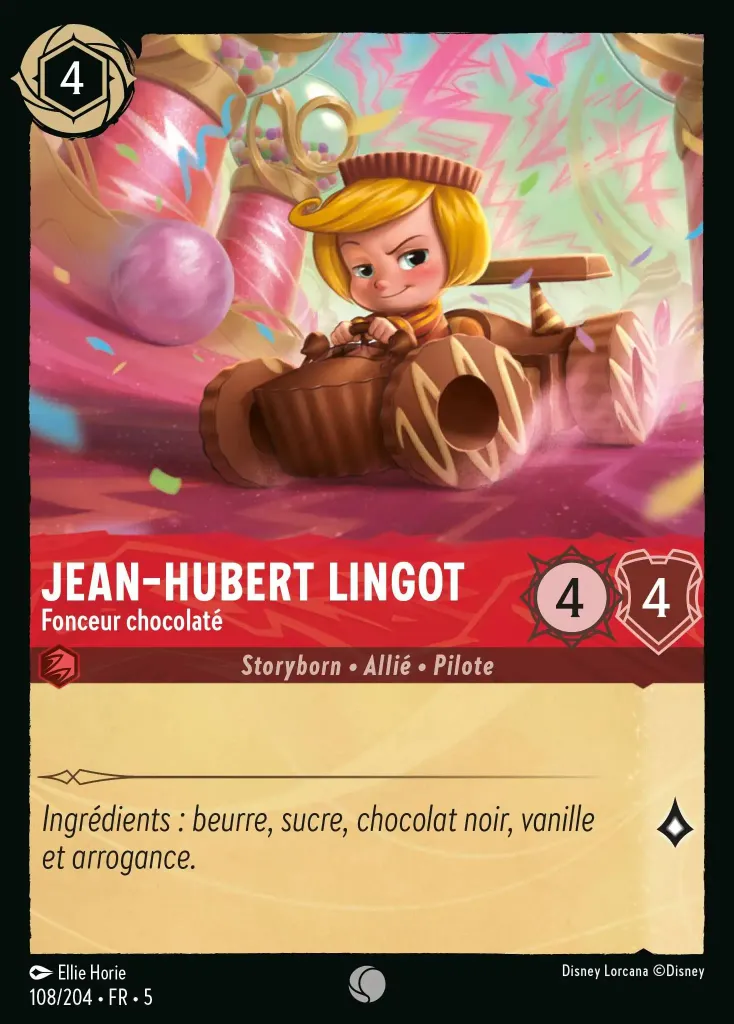 4
JEAN-HUBERT LINGOT
Fonceur chocolaté
4
4
Storyborn • Allié • Pilote
Ingrédients : beurre, sucre, chocolat noir, vanille
et arrogance.
Ellie Horie
Disney Lorcana ©Disney
108/204 • FR • 5